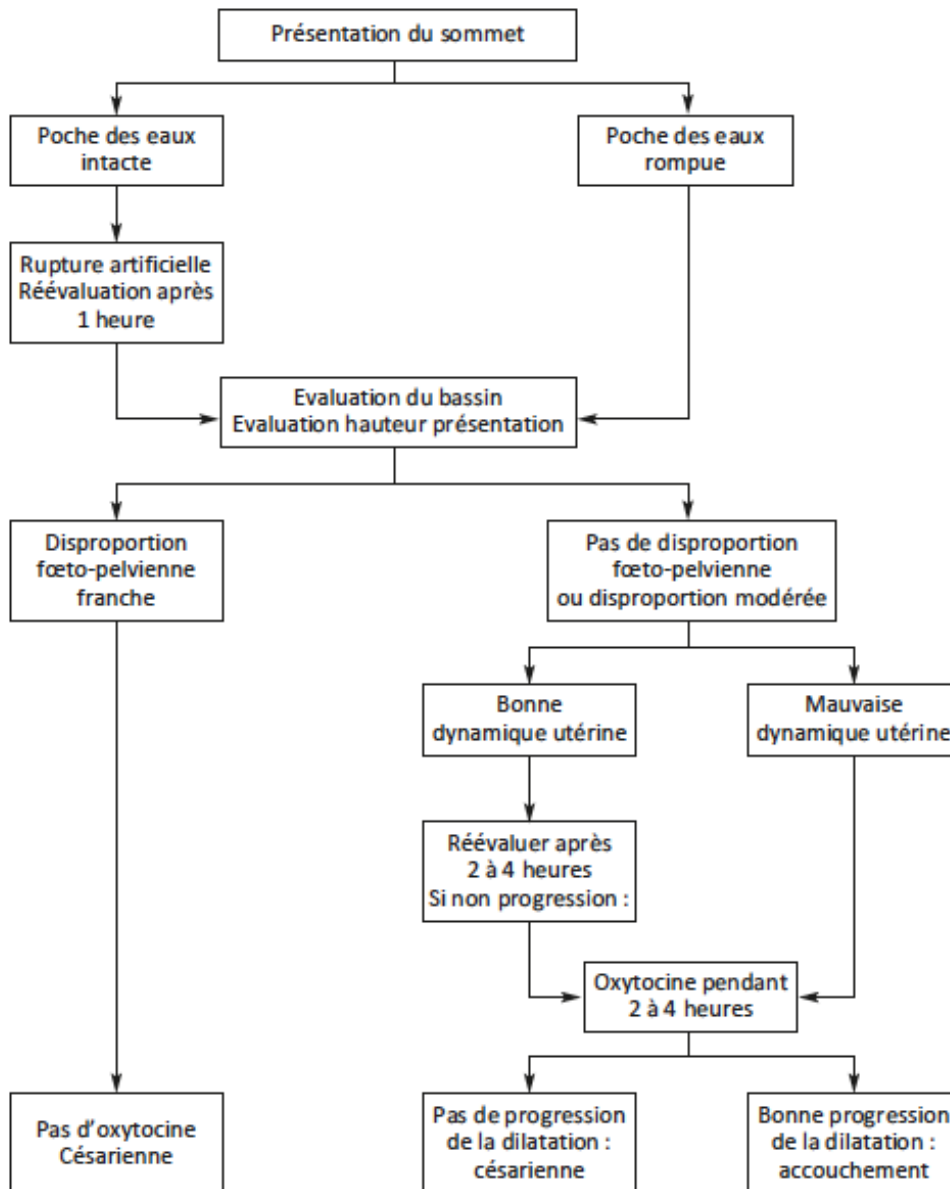 Présentation du sommet
Poche des eaux
intacte
Poche des eaux
rompue
Rupture artificielle
Réévaluation après
1 heure
Evaluation du bassin
Evaluation hauteur présentation
Disproportion
fœto-pelvienne
franche
Pas de disproportion
fœto-pelvienne
ou disproportion modérée
Bonne
dynamique utérine
Mauvaise
dynamique utérine
Réévaluer après
2 à 4 heures
Si non progression :
Oxytocine pendant
2 à 4 heures
Pas d'oxytocine
Césarienne
Pas de progression
de la dilatation :
césarienne
Bonne progression
de la dilatation :
accouchement